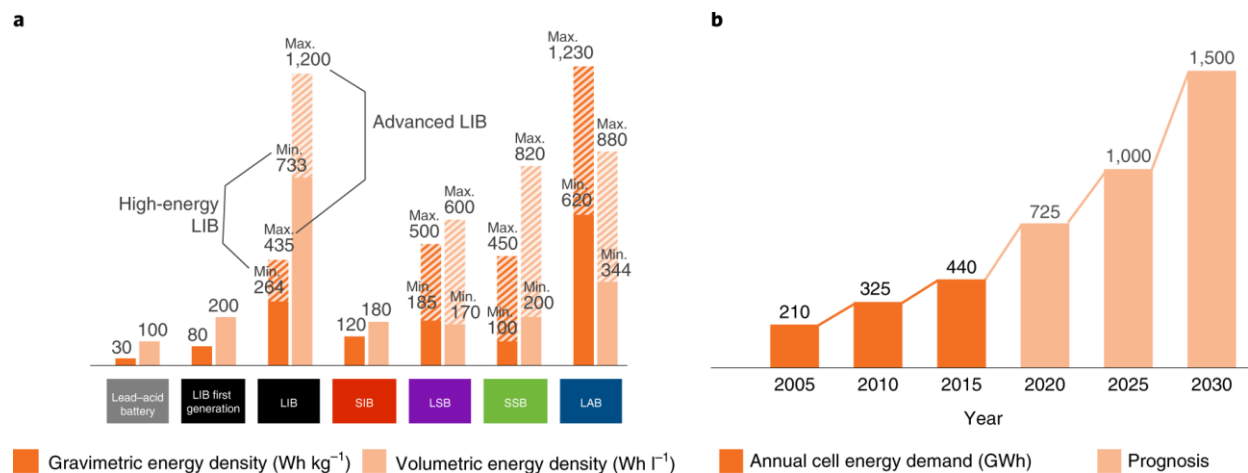 a
Max.
1,200
Advanced LIB
Min.
733
High-energy
LIB
Max.
435
Min.
264
30
100
80
200
120
180
Max.
500
Min.
185
Max.
600
Min.
170
Max.
450
Min.
100
Max.
820
Min.
200
Max.
1,230
Min.
620
Max.
880
Min.
344
Lead–acid
battery
LIB first
generation
LIB
SIB
LSB
SSB
LAB
Gravimetric energy density (Wh kg⁻¹)
Volumetric energy density (Wh l⁻¹)
b
210
325
440
725
1,000
1,500
2005
2010
2015
2020
2025
2030
Year
Annual cell energy demand (GWh)
Prognosis